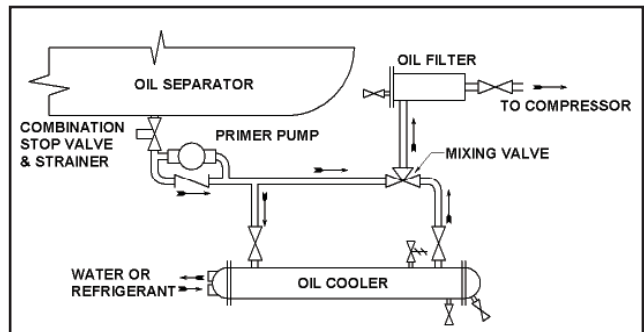 OIL FILTER
OIL SEPARATOR
TO COMPRESSOR
COMBINATION
STOP VALVE
& STRAINER
PRIMER PUMP
MIXING VALVE
WATER OR
REFRIGERANT
OIL COOLER